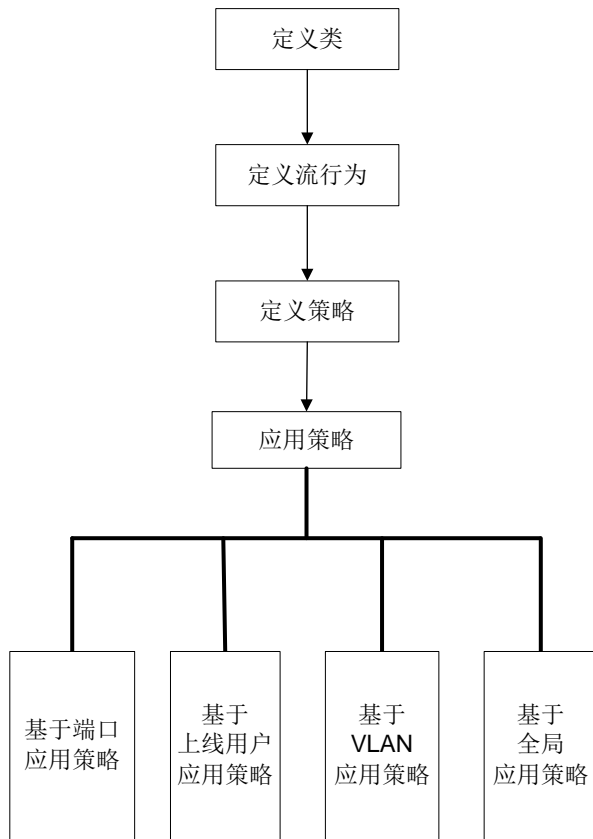 定义类
定义流行为
定义策略
应用策略
基于端口
应用策略
基于
上线用户
应用策略
基于
VLAN
应用策略
基于
全局
应用策略